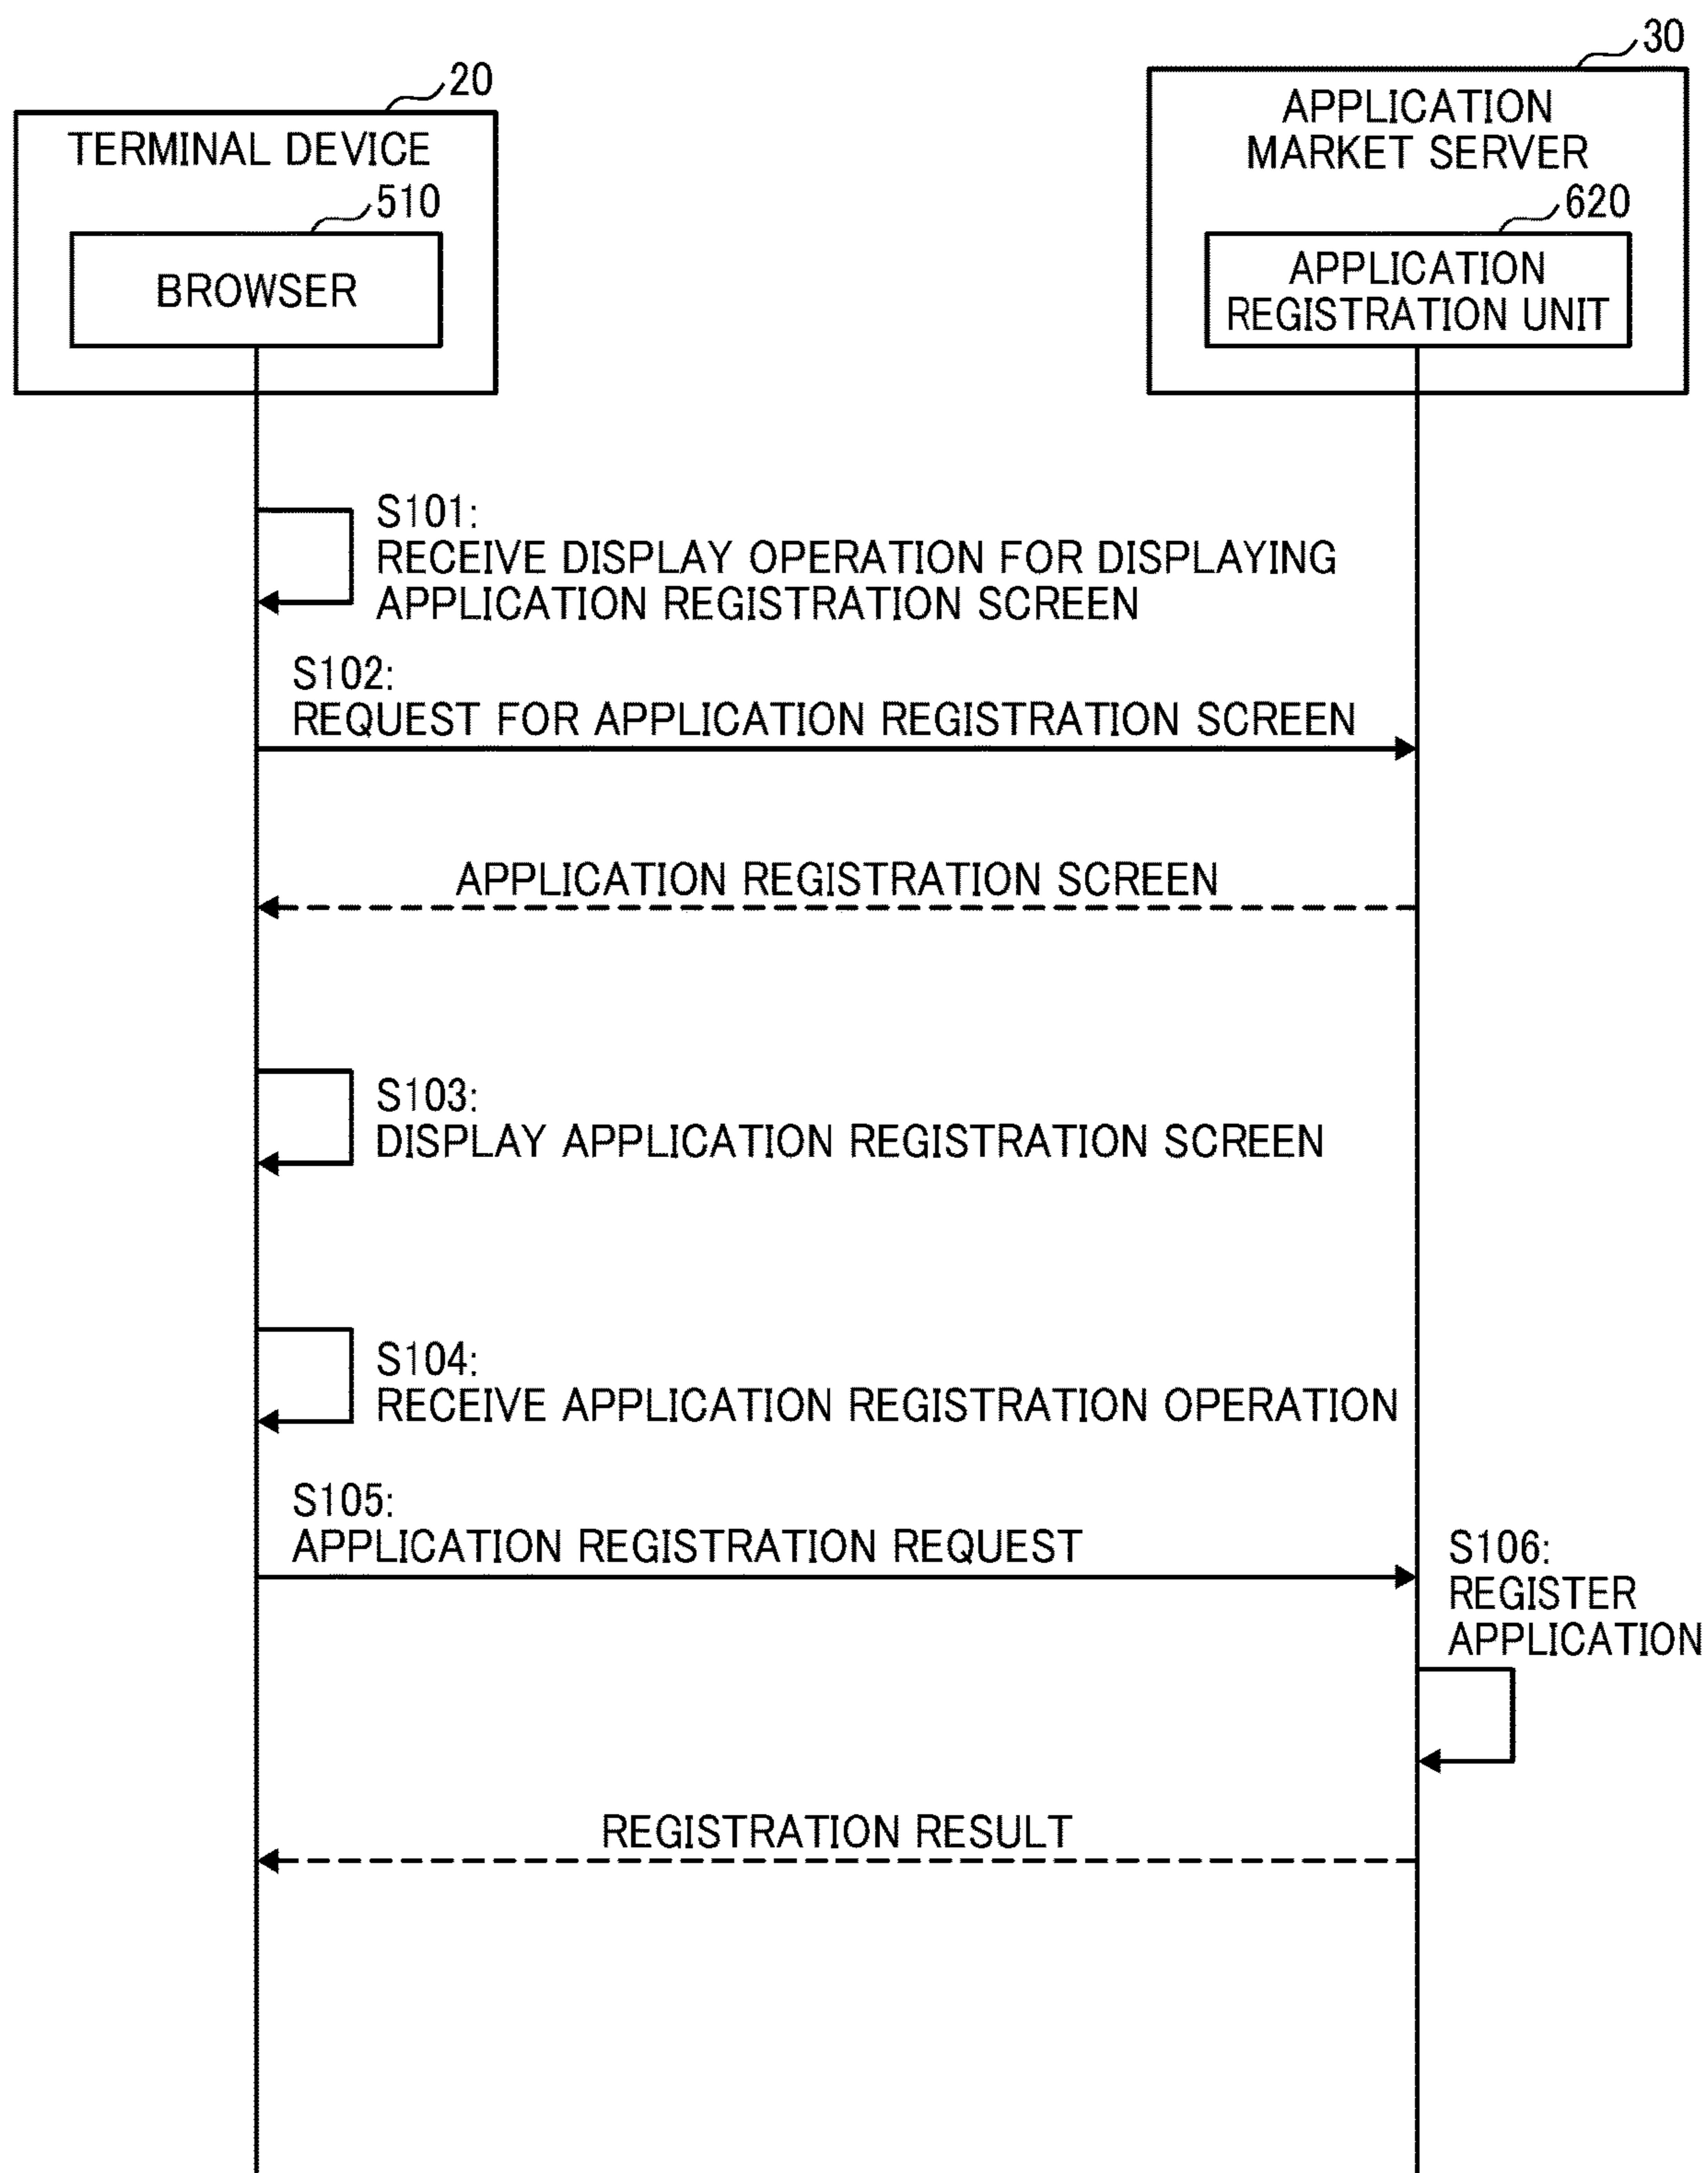 20
TERMINAL DEVICE
510
BROWSER
30
APPLICATION
MARKET SERVER
620
APPLICATION
REGISTRATION UNIT
S101:
RECEIVE DISPLAY OPERATION FOR DISPLAYING
APPLICATION REGISTRATION SCREEN
S102:
REQUEST FOR APPLICATION REGISTRATION SCREEN
APPLICATION REGISTRATION SCREEN
S103:
DISPLAY APPLICATION REGISTRATION SCREEN
S104:
RECEIVE APPLICATION REGISTRATION OPERATION
S105:
APPLICATION REGISTRATION REQUEST
S106:
REGISTER
APPLICATION
REGISTRATION RESULT